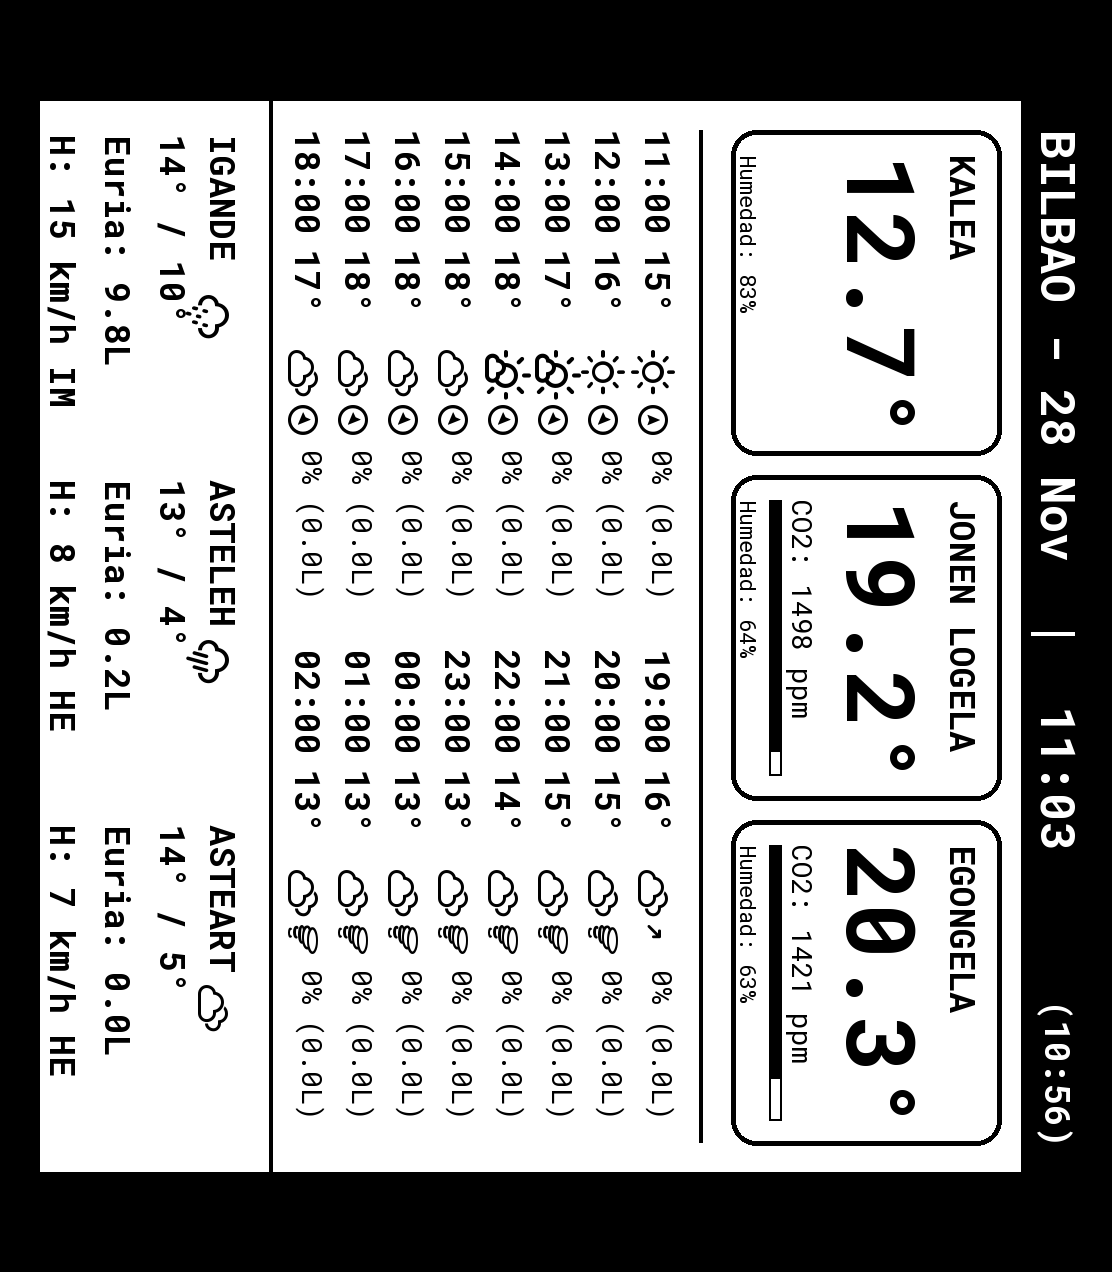 BILBAO - 28 Nov | 11:03 (10:56)
KALEA
12.7°
Humedad: 83%
JONEN LOGELA
19.2°
CO2: 1498 ppm
Humedad: 64%
EGONGELA
20.3°
CO2: 1421 ppm
Humedad: 63%
11:00 15° 0% (0.0L)
12:00 16° 0% (0.0L)
13:00 17° 0% (0.0L)
14:00 18° 0% (0.0L)
15:00 18° 0% (0.0L)
16:00 18° 0% (0.0L)
17:00 18° 0% (0.0L)
18:00 17° 0% (0.0L)
19:00 16° 0% (0.0L)
20:00 15° 0% (0.0L)
21:00 15° 0% (0.0L)
22:00 14° 0% (0.0L)
23:00 13° 0% (0.0L)
00:00 13° 0% (0.0L)
01:00 13° 0% (0.0L)
02:00 13° 0% (0.0L)
IGANDE
14° / 10°
Euria: 9.8L
H: 15 km/h IM
ASTELEH
13° / 4°
Euria: 0.2L
H: 8 km/h HE
ASTEART
14° / 5°
Euria: 0.0L
H: 7 km/h HE